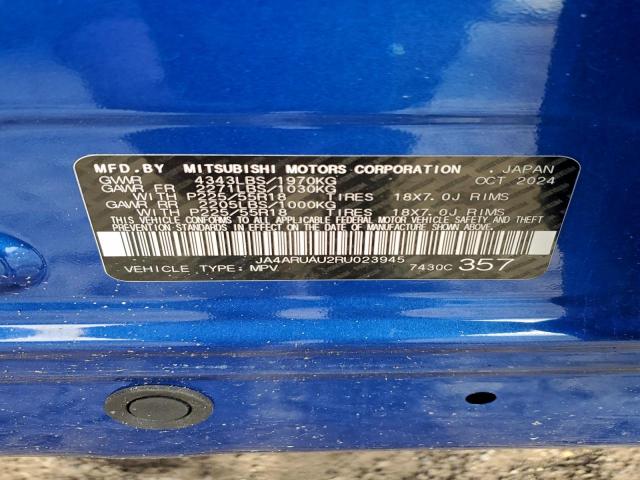 MFD.BY MITSUBISHI MOTORS CORPORATION , JAPAN
GVWR 4343LBS/1970KG OCT 2024
GAWR FR 2271LBS/1030KG
WITH P225/55R18 TIRES 18X7.0J RIMS
GAWR RR 2205LBS/1000KG
WITH P225/55R18 TIRES 18X7.0J RIMS
THIS VEHICLE CONFORMS TO ALL APPLICABLE FEDERAL MOTOR VEHICLE SAFETY AND THEFT
PREVENTION STANDARDS IN EFFECT ON THE DATE OF MANUFACTURE SHOWN ABOVE.
JA4ARUAU2RU023945
VEHICLE TYPE: MPV 7430C 357